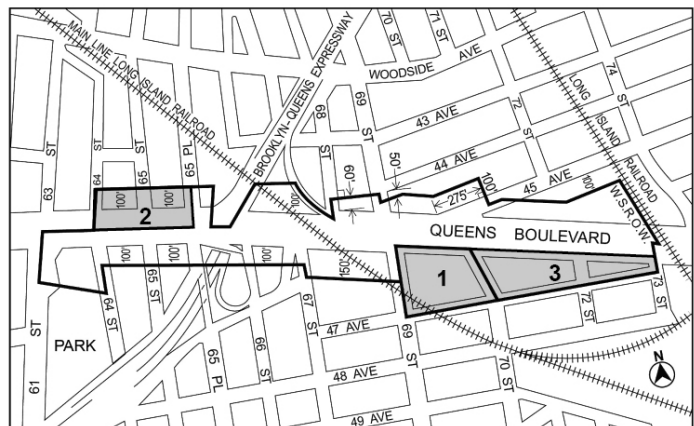 MAIN LINE LONG ISLAND RAILROAD
BROOKLYN-QUEENS EXPRESSWAY
70 ST
71 ST
WOODSIDE AVE
74 ST
LONG ISLAND RAILROAD
W.S.R.O.W.
63 ST
64 ST
65 ST
65 PL
68 ST
69 ST
43 AVE
72 ST
44 AVE
45 AVE
60'
50'
100'
275'
100'
100'
100'
100'
2
QUEENS BOULEVARD
100'
100'
100'
150'
1
3
64 ST
65 ST
67 ST
72 ST
73 ST
PARK
61 ST
65 PL
66 ST
47 AVE
69 ST
48 AVE
70 ST
49 AVE
N